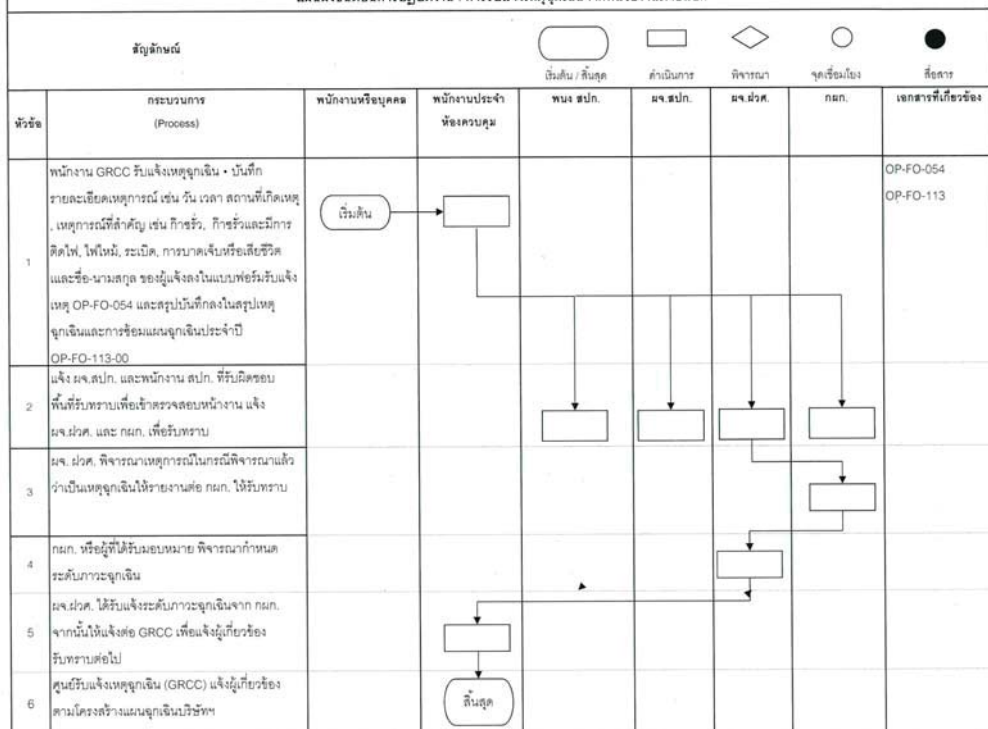 สัญลักษณ์
เริ่มต้น / สิ้นสุด
ดำเนินการ
พิจารณา
จุดเชื่อมโยง
สื่อสาร
หัวข้อ
กระบวนการ
(Process)
พนักงานหรือบุคคล
พนักงานประจำ
ห้องควบคุม
พนง สปก.
ผจ.สปก.
ผจ.ฝวศ.
กผก.
เอกสารที่เกี่ยวข้อง
1
พนักงาน GRCC รับแจ้งเหตุฉุกเฉิน • บันทึก
รายละเอียดเหตุการณ์ เช่น วัน เวลา สถานที่เกิดเหตุ
, เหตุการณ์ที่สำคัญ เช่น ก๊าซรั่ว, ก๊าซรั่วและมีการ
ติดไฟ, ไฟไหม้, ระเบิด, การบาดเจ็บหรือเสียชีวิต
และชื่อ-นามสกุล ของผู้แจ้งลงในแบบฟอร์มรับแจ้ง
เหตุ OP-FO-054 และสรุปบันทึกลงในสรุปเหตุ
ฉุกเฉินและการซ้อมแผนฉุกเฉินประจำปี
OP-FO-113-00
เริ่มต้น
OP-FO-054
OP-FO-113
2
แจ้ง ผจ.สปก. และพนักงาน สปก. ที่รับผิดชอบ
พื้นที่รับทราบเพื่อเข้าตรวจสอบหน้างาน แจ้ง
ผจ.ฝวศ. และ กผก. เพื่อรับทราบ
3
ผจ. ฝวศ. พิจารณาเหตุการณ์ในกรณีพิจารณาแล้ว
ว่าเป็นเหตุฉุกเฉินให้รายงานต่อ กผก. ให้รับทราบ
4
กผก. หรือผู้ที่ได้รับมอบหมาย พิจารณากำหนด
ระดับภาวะฉุกเฉิน
5
ผจ.ฝวศ. ได้รับแจ้งระดับภาวะฉุกเฉินจาก กผก.
จากนั้นให้แจ้งต่อ GRCC เพื่อแจ้งผู้เกี่ยวข้อง
รับทราบต่อไป
6
ศูนย์รับแจ้งเหตุฉุกเฉิน (GRCC) แจ้งผู้เกี่ยวข้อง
ตามโครงสร้างแผนฉุกเฉินบริษัทฯ
สิ้นสุด